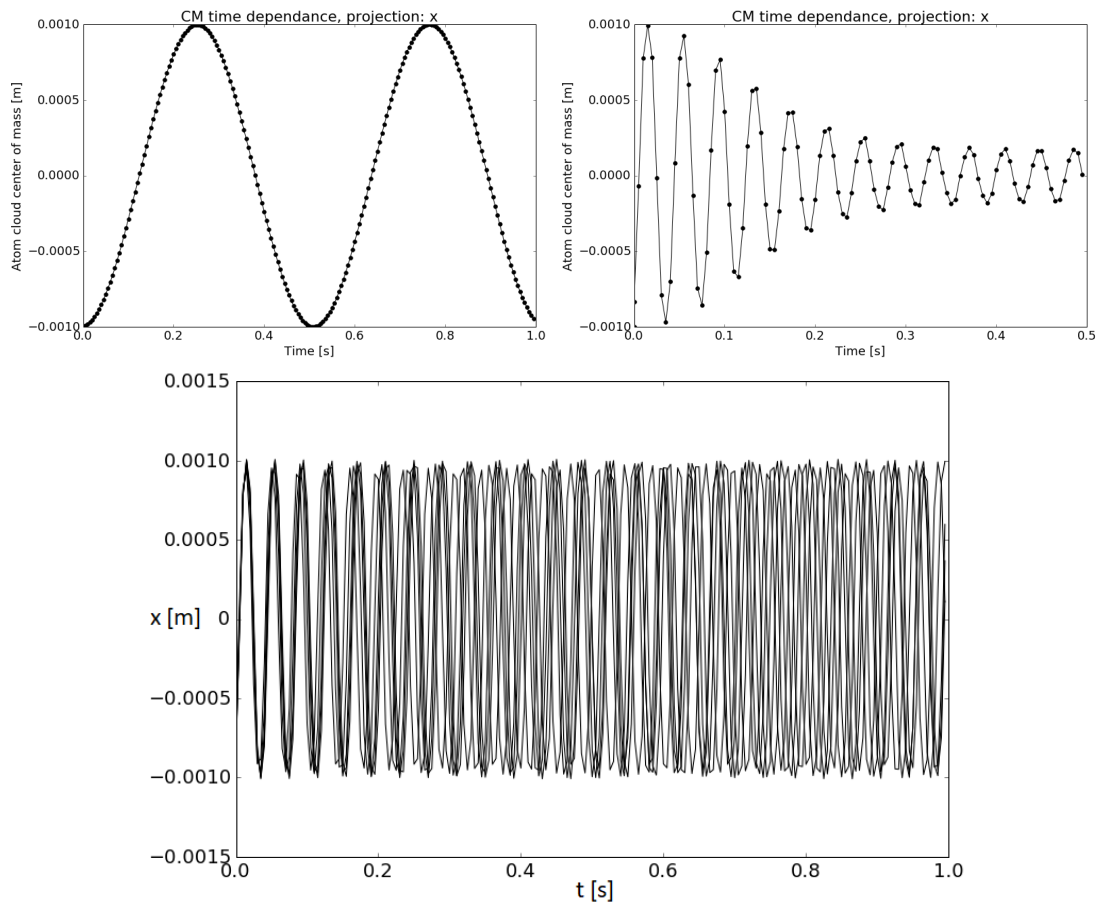 CM time dependance, projection: x
0.0010
0.0005
0.0000
−0.0005
−0.0010
Atom cloud center of mass [m]
0.0 0.2 0.4 0.6 0.8 1.0
Time [s]
CM time dependance, projection: x
0.0010
0.0005
0.0000
−0.0005
−0.0010
Atom cloud center of mass [m]
0.0 0.1 0.2 0.3 0.4 0.5
Time [s]
0.0015
0.0010
0.0005
x [m] 0
−0.0005
−0.0010
−0.0015
0.0 0.2 0.4 0.6 0.8 1.0
t [s]